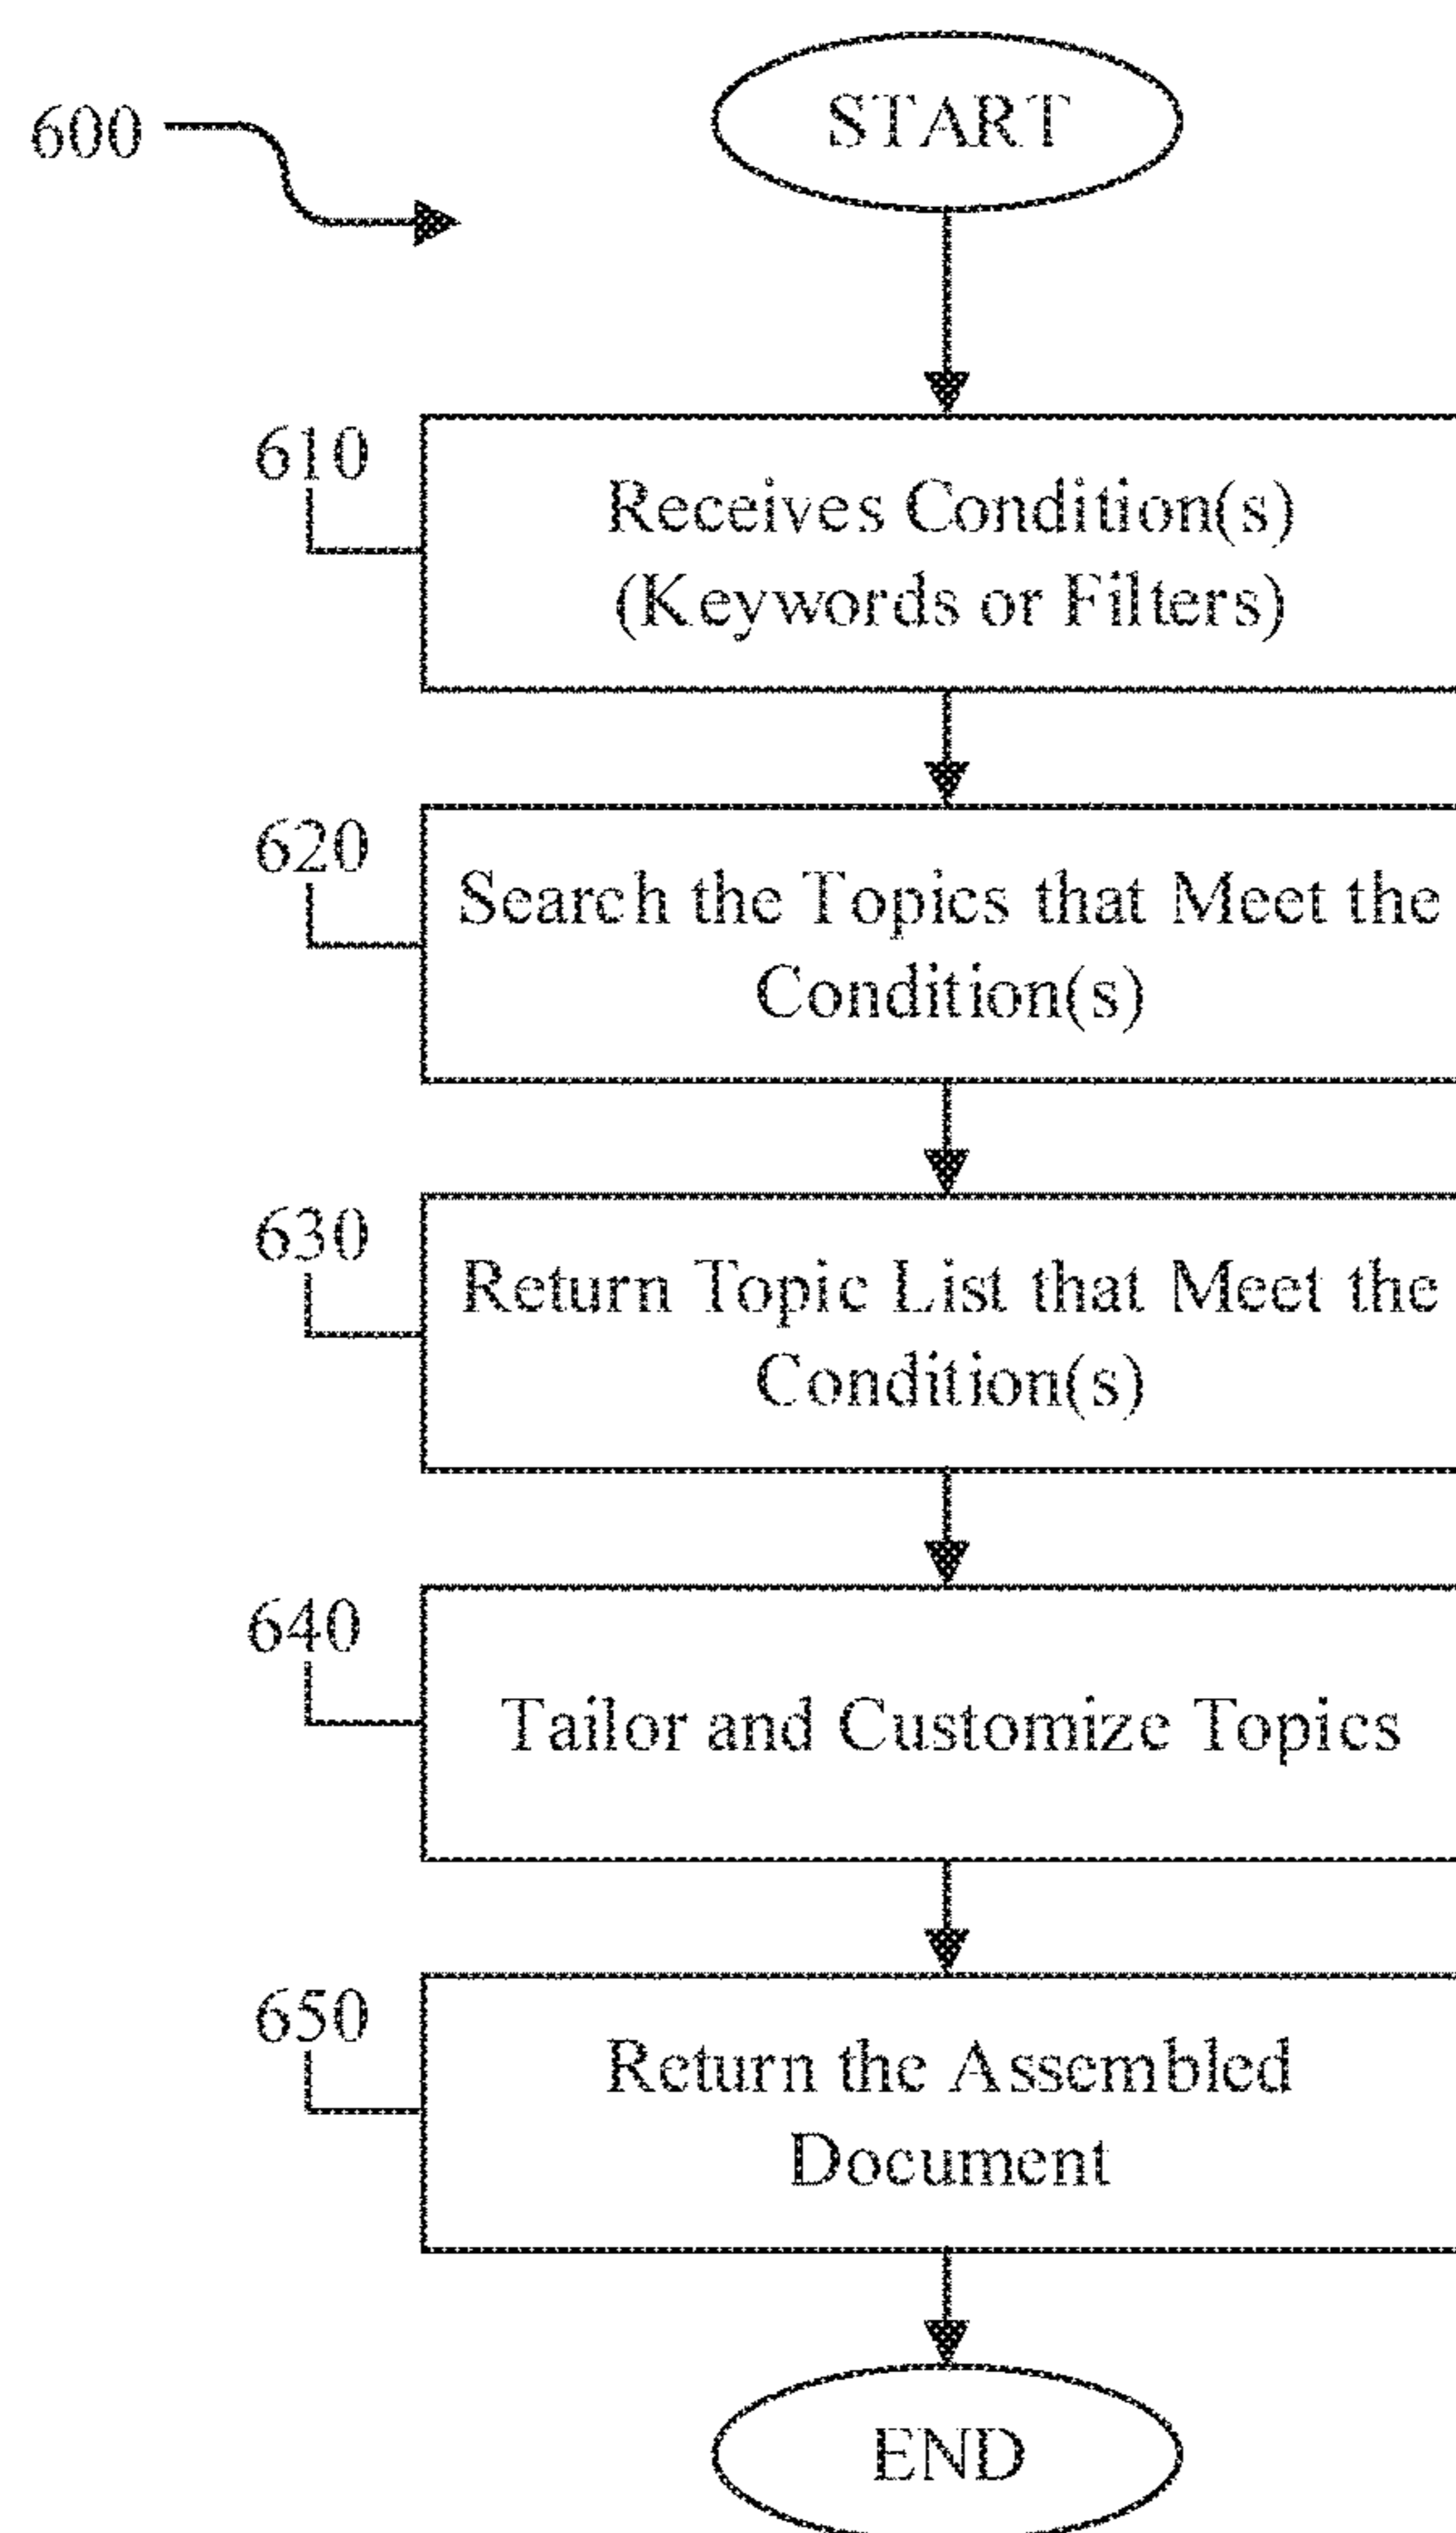 600
START
610
Receives Condition(s)
(Keywords or Filters)
620
Search the Topics that Meet the
Condition(s)
630
Return Topic List that Meet the
Condition(s)
640
Tailor and Customize Topics
650
Return the Assembled
Document
END